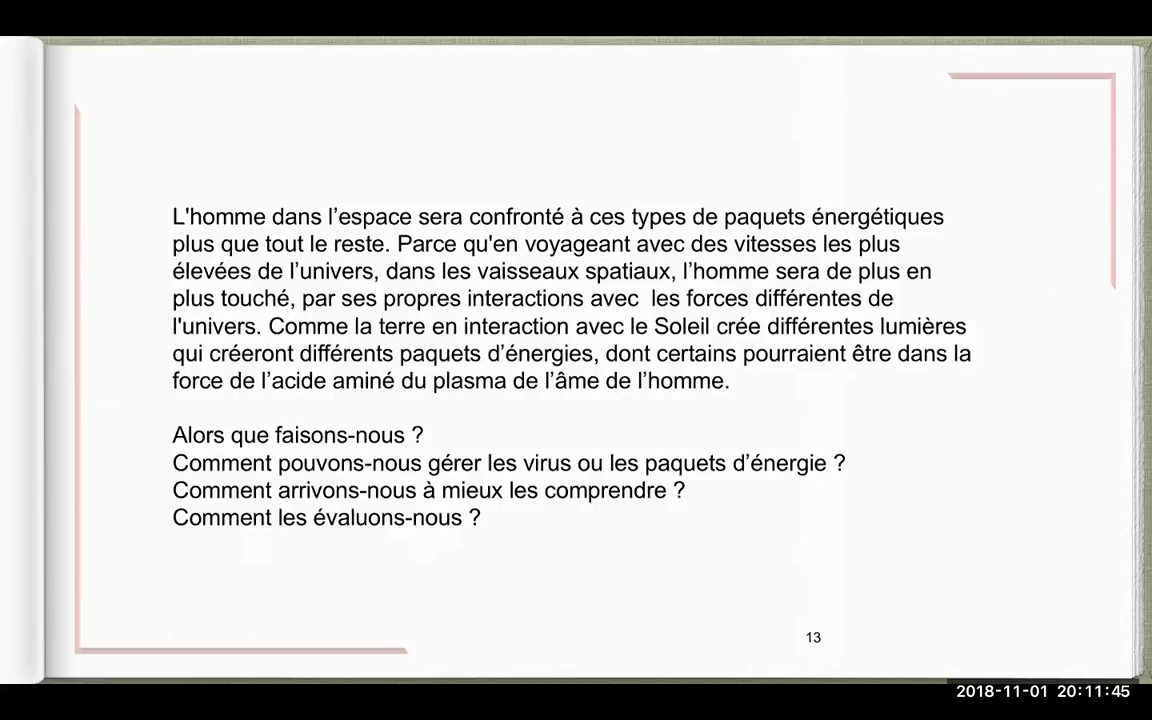 L'homme dans l’espace sera confronté à ces types de paquets énergétiques
plus que tout le reste. Parce qu'en voyageant avec des vitesses les plus
élevées de l’univers, dans les vaisseaux spatiaux, l’homme sera de plus en
plus touché, par ses propres interactions avec  les forces différentes de
l'univers. Comme la terre en interaction avec le Soleil crée différentes lumières
qui créeront différents paquets d’énergies, dont certains pourraient être dans la
force de l’acide aminé du plasma de l’âme de l’homme.
Alors que faisons-nous ?
Comment pouvons-nous gérer les virus ou les paquets d’énergie ?
Comment arrivons-nous à mieux les comprendre ?
Comment les évaluons-nous ?
13
2018-11-01 20:11:45